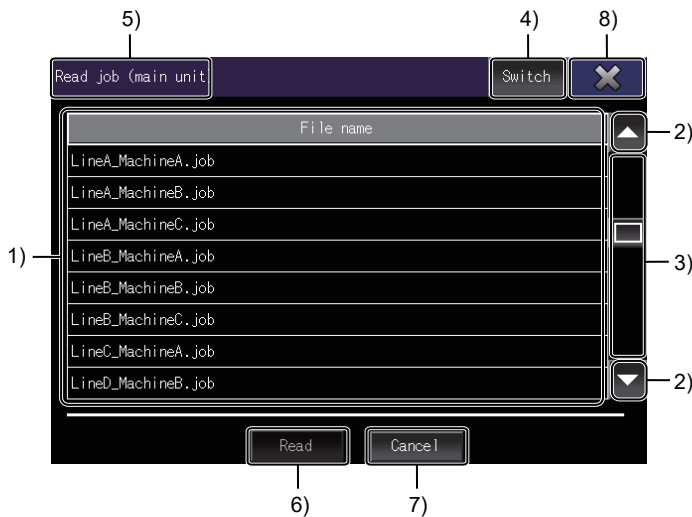 5)
4)
8)
Read job (main unit
Switch
File name
2)
LineA_MachineA.job
LineA_MachineB.job
LineA_MachineC.job
1)
LineB_MachineA.job
3)
LineB_MachineB.job
LineB_MachineC.job
LineC_MachineA.job
LineD_MachineB.job
2)
Read
Cancel
6)
7)